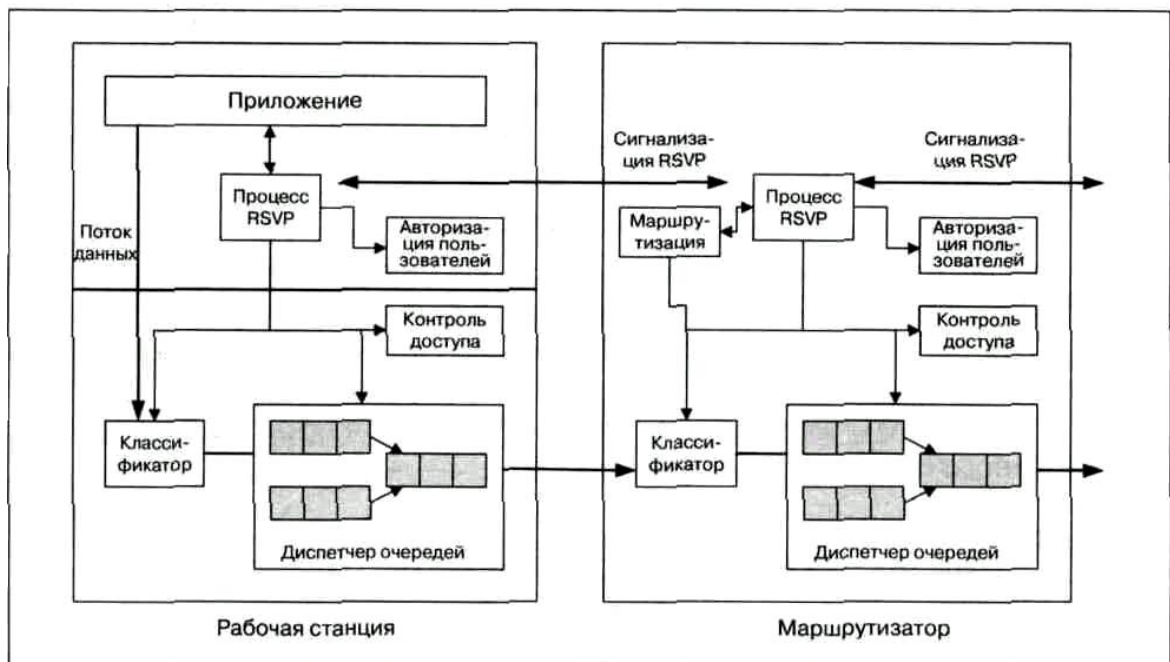 Приложение
Сигнализа-
ция RSVP
Сигнализа-
ция RSVP
Процесс
RSVP
Процесс
RSVP
Поток
данных
Авториза-
ция поль-
зователей
Маршру-
тизация
Авториза-
ция поль-
зователей
Контроль
доступа
Контроль
доступа
Класси-
фикатор
Класси-
фикатор
Диспетчер очередей
Диспетчер очередей
Рабочая станция
Маршрутизатор